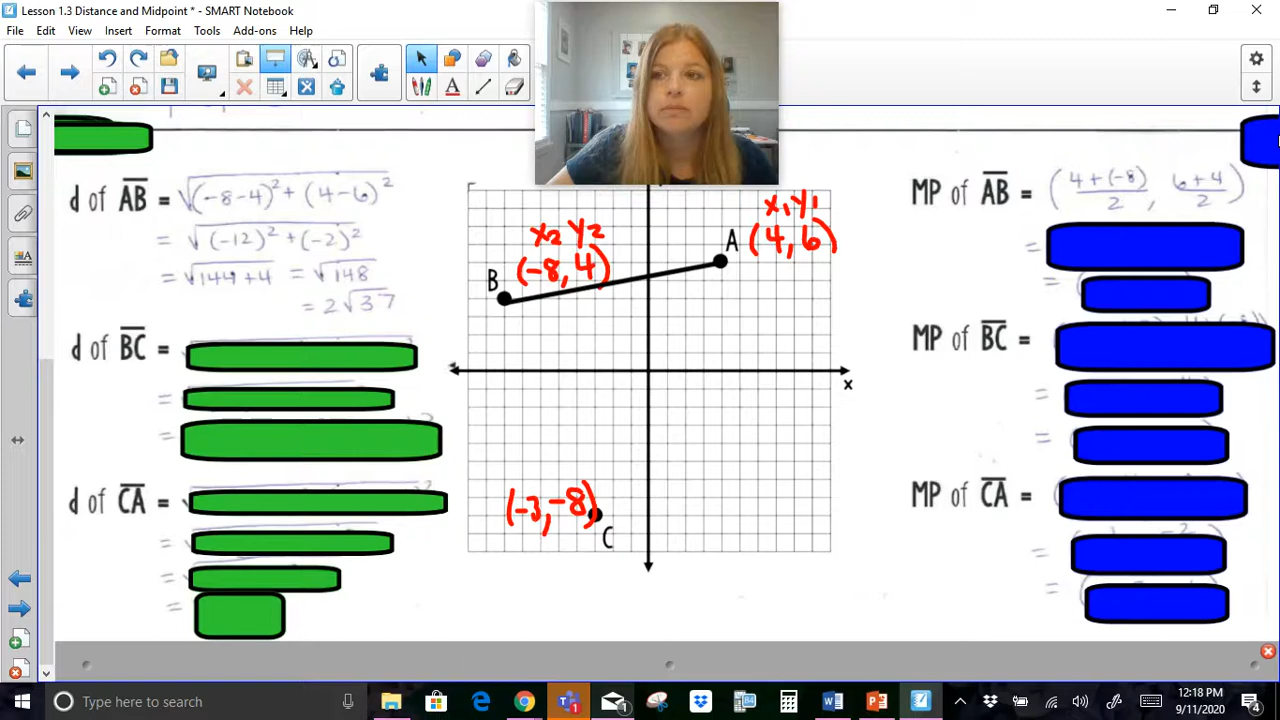 Lesson 1.3 Distance and Midpoint * - SMART Notebook
File Edit View Insert Format Tools Add-ons Help
d of AB = √(-8-4)² + (4-6)²
= √(-12)² + (-2)²
= √144+4 = √148
= 2√37
d of BC =
=
=
d of CA =
=
=
=
x₂ y₂
(-8, 4)
B
x₁ y₁
(4, 6)
A
x
(-3, -8)
C
MP of AB = (4+(-8)/2, 6+4/2)
=
=
MP of BC =
=
=
MP of CA =
=
=
Type here to search
12:18 PM
9/11/2020